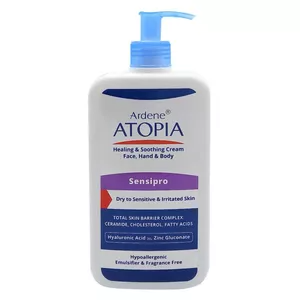 Ardene®
ATOPIA
Healing & Soothing Cream
Face, Hand & Body
Sensipro
Dry to Sensitive & Irritated Skin
TOTAL SKIN BARRIER COMPLEX.
CERAMIDE, CHOLESTEROL, FATTY ACIDS.
Hyaluronic Acid Zinc Gluconate
Hypoallergenic
Emulsifier & Fragrance Free